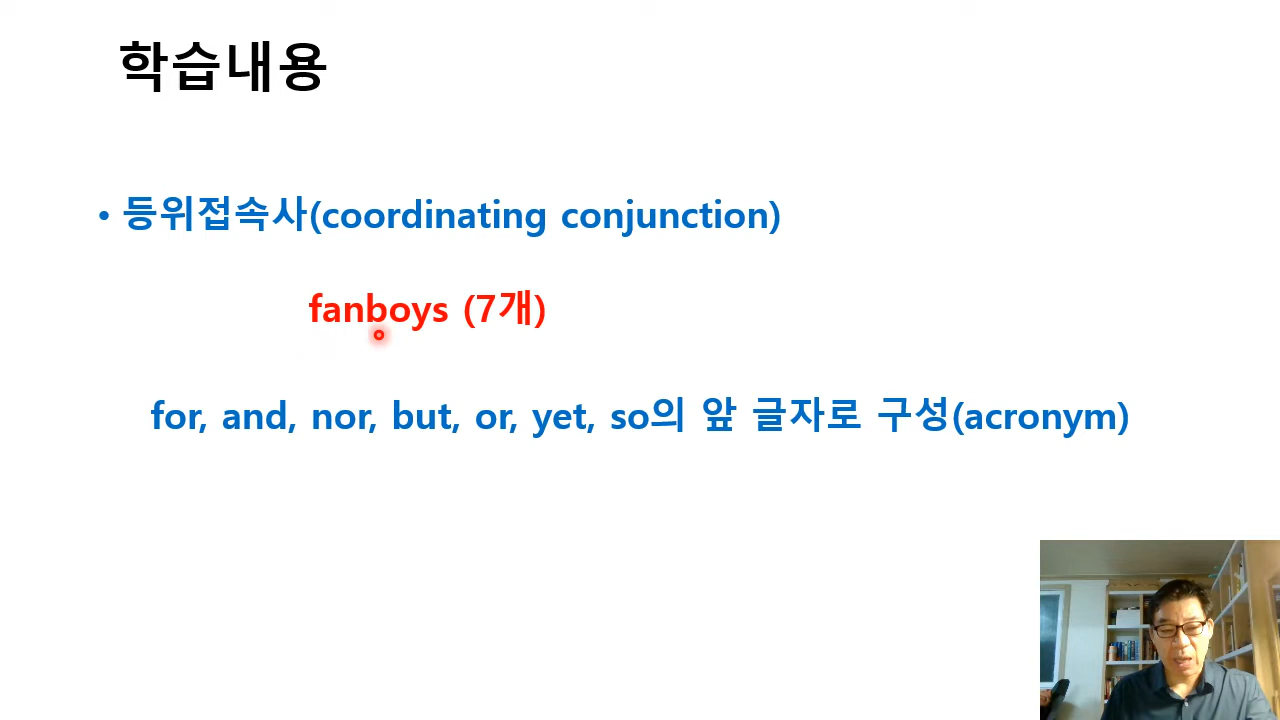 학습내용
• 등위접속사(coordinating conjunction)
fanboys (7개)
for, and, nor, but, or, yet, so의 앞 글자로 구성(acronym)